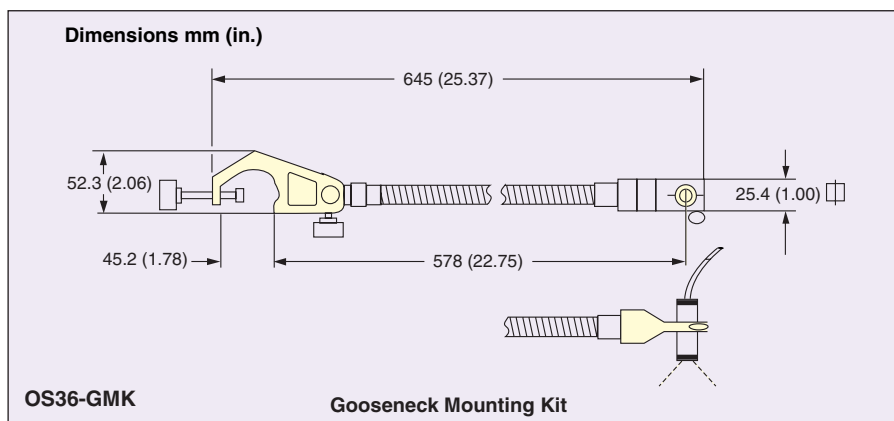 Dimensions mm (in.)
645 (25.37)
52.3 (2.06)
25.4 (1.00)
45.2 (1.78)
578 (22.75)
OS36-GMK
Gooseneck Mounting Kit